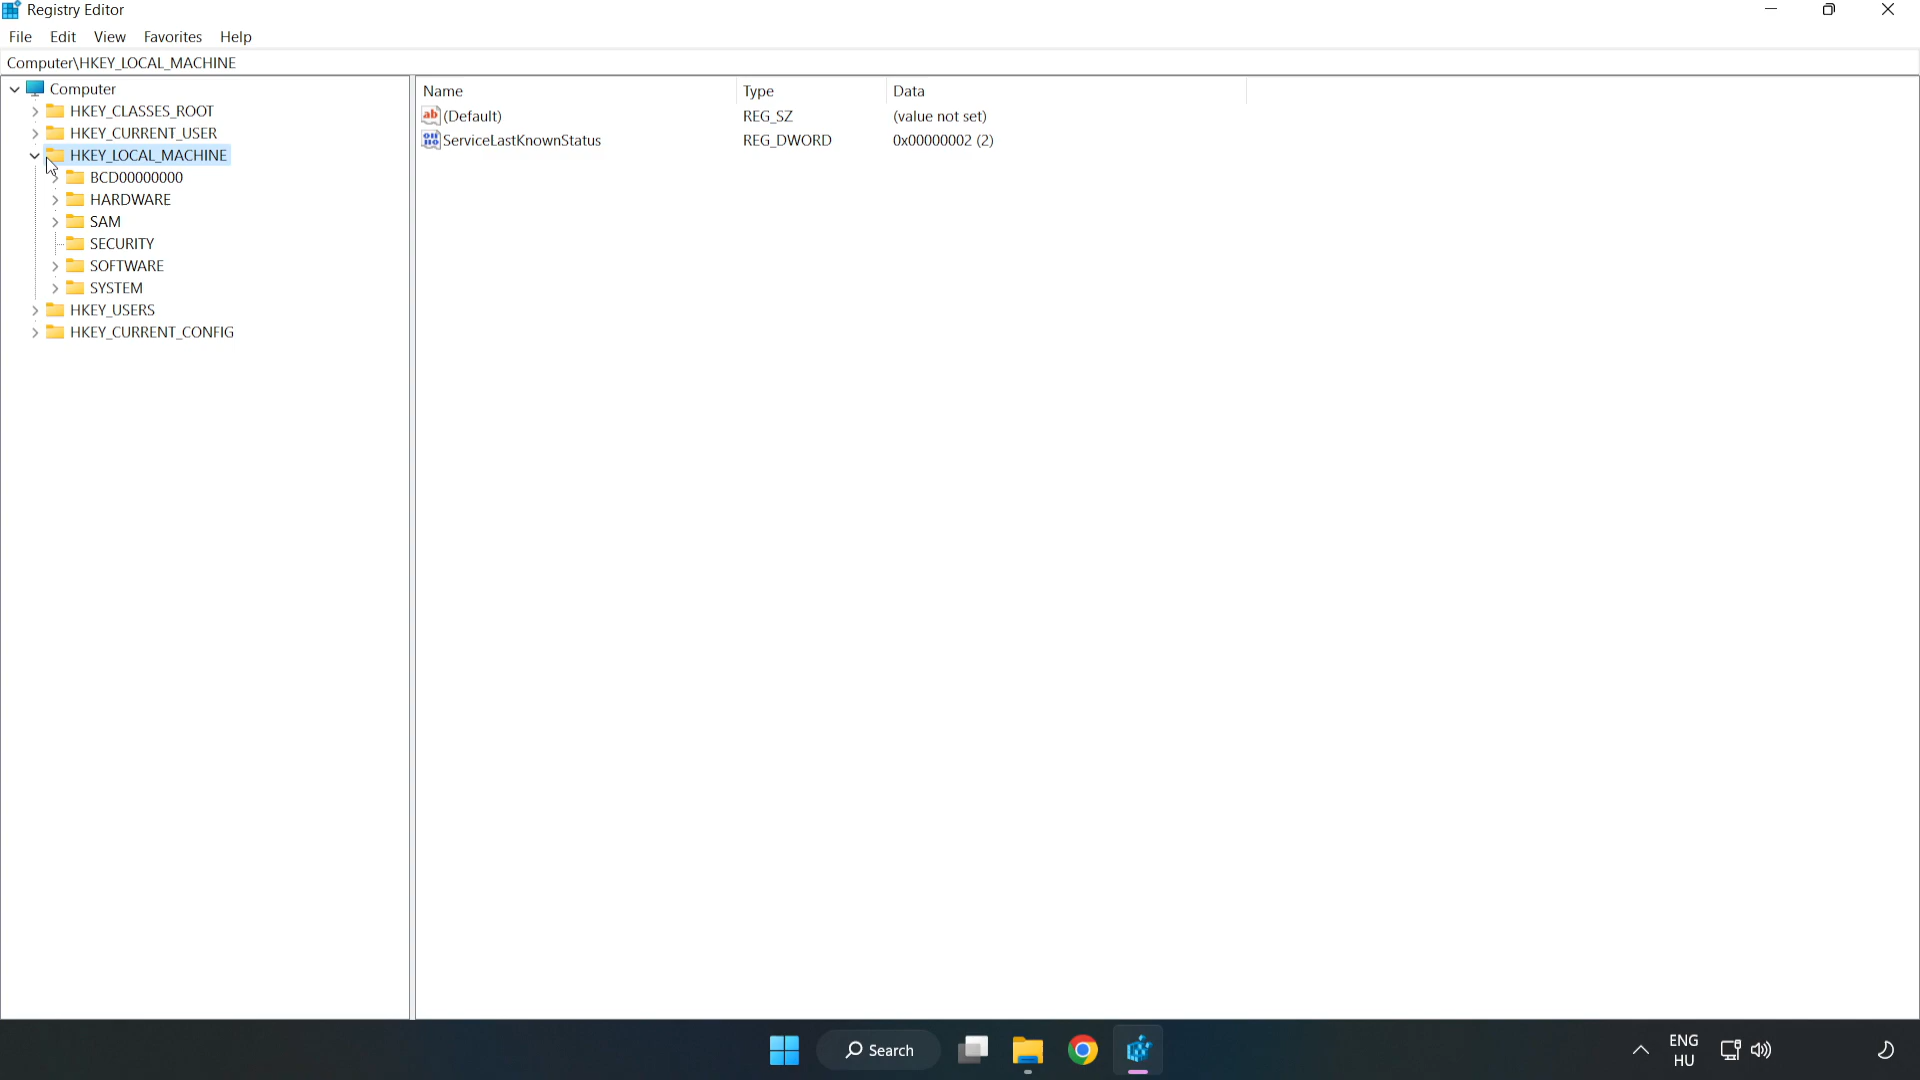 Registry Editor
File Edit View Favorites Help
Computer\HKEY_LOCAL_MACHINE
Computer
HKEY_CLASSES_ROOT
HKEY_CURRENT_USER
HKEY_LOCAL_MACHINE
BCD00000000
HARDWARE
SAM
SECURITY
SOFTWARE
SYSTEM
HKEY_USERS
HKEY_CURRENT_CONFIG
Name Type Data
ab (Default) REG_SZ (value not set)
ServiceLastKnownStatus REG_DWORD 0x00000002 (2)
Search
ENG
HU